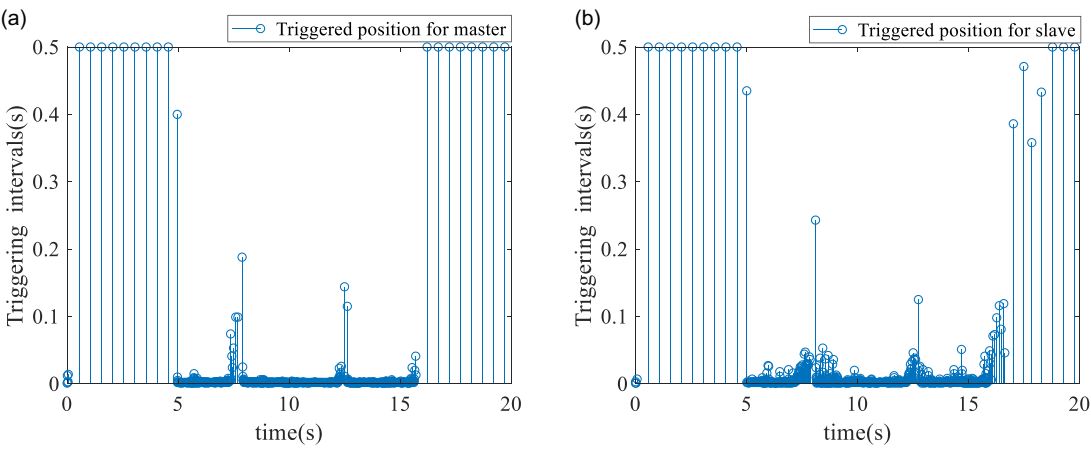 (a)
Triggered position for master
0.5
0.4
0.3
0.2
0.1
0
Triggering intervals(s)
0
5
10
15
20
time(s)
(b)
Triggered position for slave
0.5
0.4
0.3
0.2
0.1
0
Triggering intervals(s)
0
5
10
15
20
time(s)